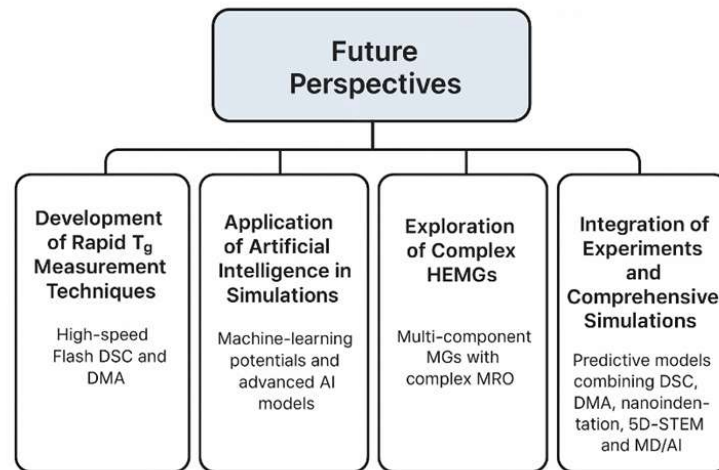 Future
Perspectives
Development
of Rapid Tg
Measurement
Techniques
High-speed
Flash DSC and
DMA
Application
of Artificial
Intelligence in
Simulations
Machine-learning
potentials and
advanced AI
models
Exploration
of Complex
HEMGs
Multi-component
MGs with
complex MRO
Integration of
Experiments
and
Comprehensive
Simulations
Predictive models
combining DSC,
DMA, nanoinden-
tation, 5D-STEM
and MD/AI